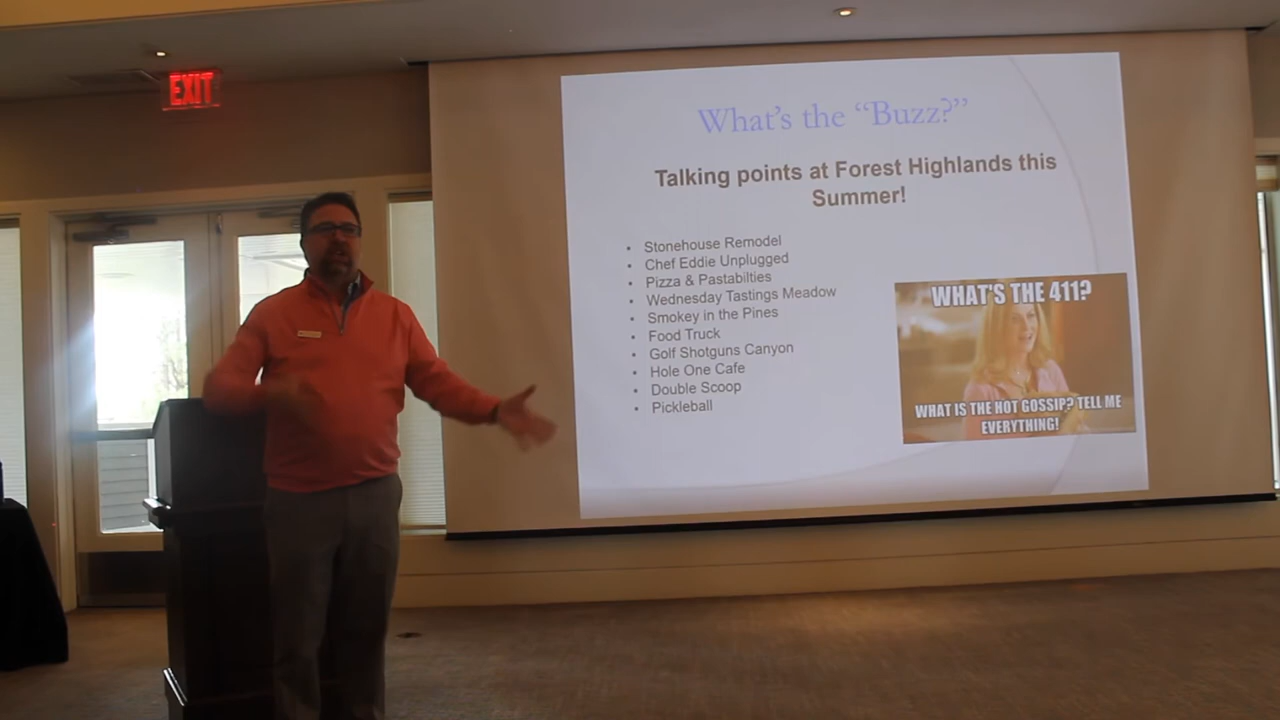 EXIT
What's the “Buzz?”
Talking points at Forest Highlands this
Summer!
• Stonehouse Remodel
• Chef Eddie Unplugged
• Pizza & Pastabilties
• Wednesday Tastings Meadow
• Smokey in the Pines
• Food Truck
• Golf Shotguns Canyon
• Hole One Cafe
• Double Scoop
• Pickleball
WHAT'S THE 411?
WHAT IS THE HOT GOSSIP? TELL ME
EVERYTHING!